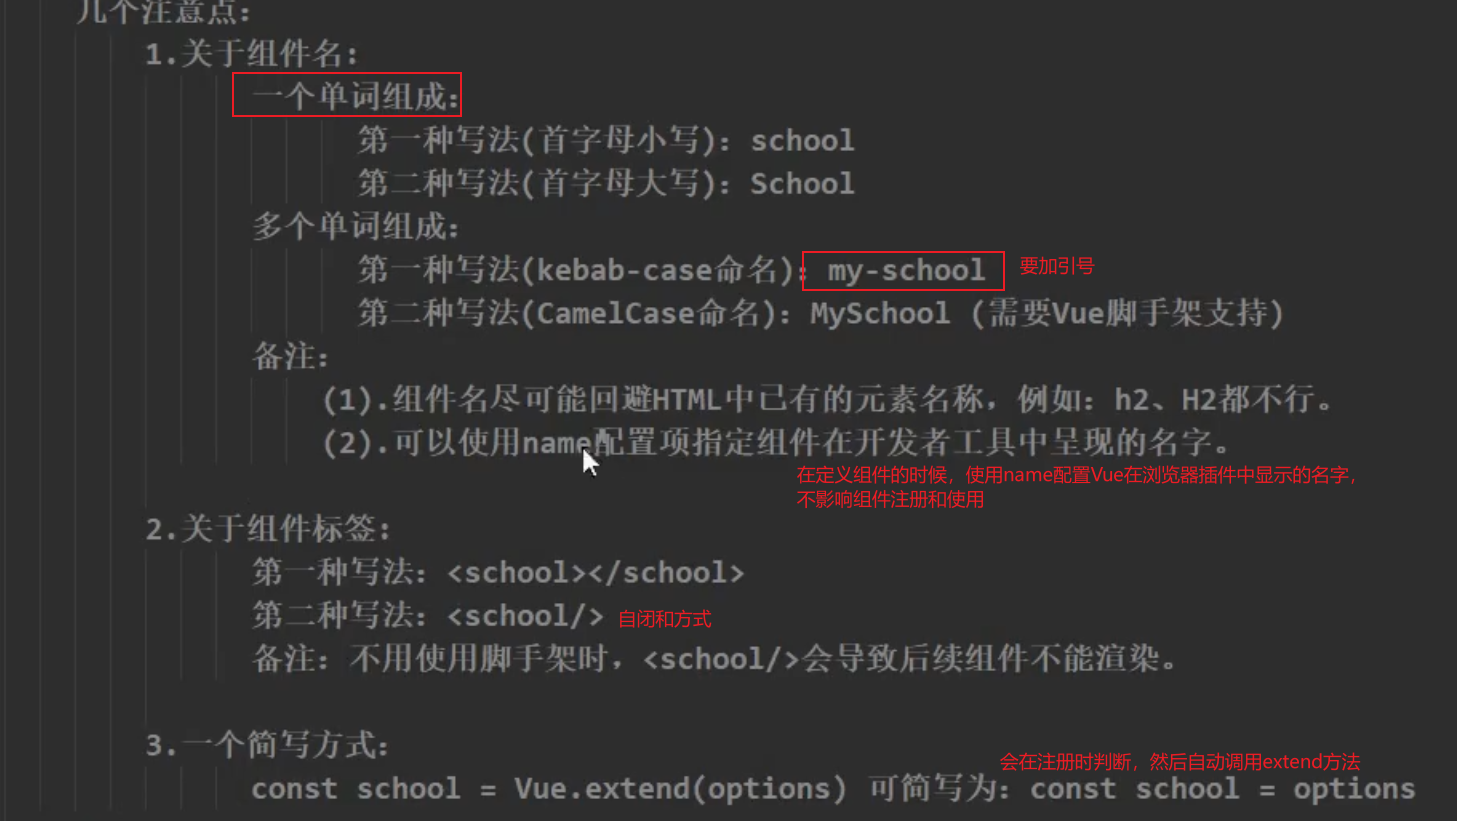 几个注意点：
1.关于组件名：
一个单词组成：
第一种写法(首字母小写)：school
第二种写法(首字母大写)：School
多个单词组成：
第一种写法(kebab-case命名)：my-school 要加引号
第二种写法(CamelCase命名)：MySchool (需要Vue脚手架支持)
备注：
(1).组件名尽可能回避HTML中已有的元素名称，例如：h2、H2都不行。
(2).可以使用name配置项指定组件在开发者工具中呈现的名字。
在定义组件的时候，使用name配置Vue在浏览器插件中显示的名字，
不影响组件注册和使用
2.关于组件标签：
第一种写法：<school></school>
第二种写法：<school/> 自闭和方式
备注：不用使用脚手架时，<school/>会导致后续组件不能渲染。
3.一个简写方式：
会在注册时判断，然后自动调用extend方法
const school = Vue.extend(options) 可简写为：const school = options